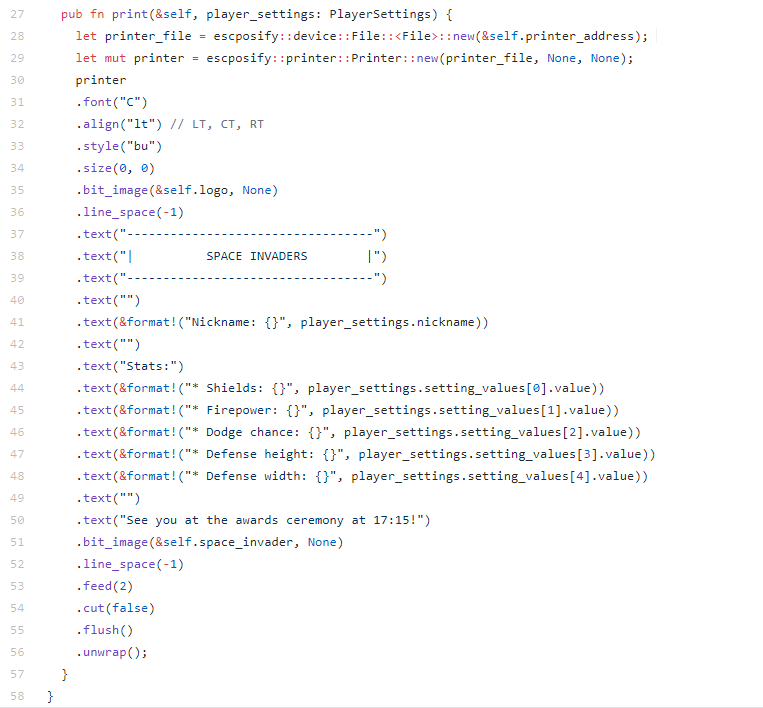 27 pub fn print(&self, player_settings: PlayerSettings) {
28 let printer_file = escposify::device::File::<File>::new(&self.printer_address);
29 let mut printer = escposify::printer::Printer::new(printer_file, None, None);
30 printer
31 .font("C")
32 .align("lt") // LT, CT, RT
33 .style("bu")
34 .size(0, 0)
35 .bit_image(&self.logo, None)
36 .line_space(-1)
37 .text("----------------------------------")
38 .text("|          SPACE INVADERS        |")
39 .text("----------------------------------")
40 .text("")
41 .text(&format!("Nickname: {}", player_settings.nickname))
42 .text("")
43 .text("Stats:")
44 .text(&format!("* Shields: {}", player_settings.setting_values[0].value))
45 .text(&format!("* Firepower: {}", player_settings.setting_values[1].value))
46 .text(&format!("* Dodge chance: {}", player_settings.setting_values[2].value))
47 .text(&format!("* Defense height: {}", player_settings.setting_values[3].value))
48 .text(&format!("* Defense width: {}", player_settings.setting_values[4].value))
49 .text("")
50 .text("See you at the awards ceremony at 17:15!")
51 .bit_image(&self.space_invader, None)
52 .line_space(-1)
53 .feed(2)
54 .cut(false)
55 .flush()
56 .unwrap();
57 }
58 }